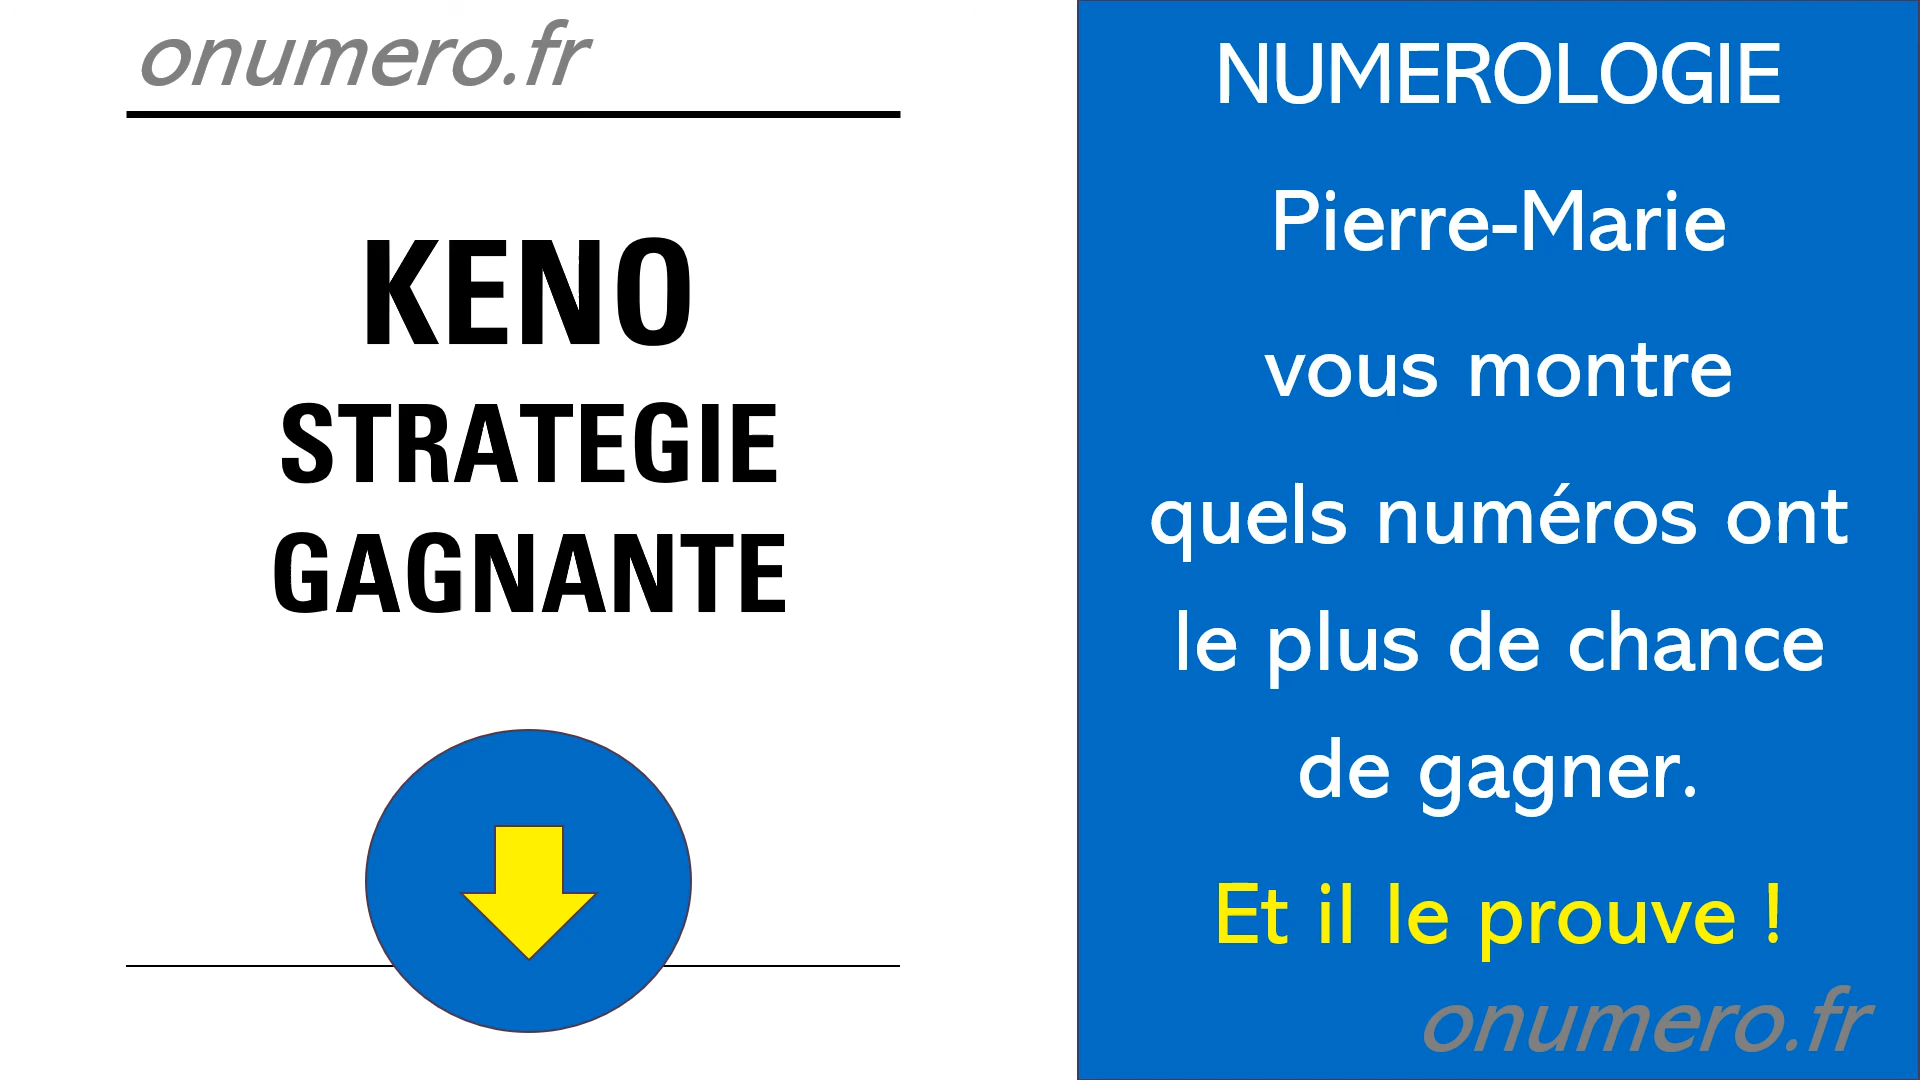 onumero.fr
KENO
STRATEGIE
GAGNANTE
NUMEROLOGIE
Pierre-Marie
vous montre
quels numéros ont
le plus de chance
de gagner.
Et il le prouve !
onumero.fr